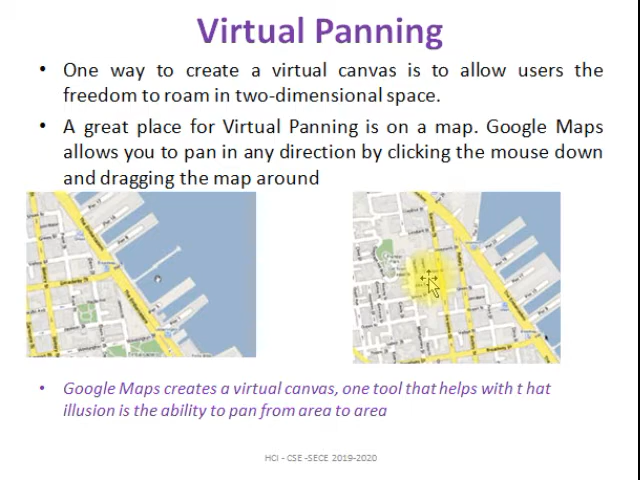 Virtual Panning
• One way to create a virtual canvas is to allow users the
freedom to roam in two-dimensional space.
• A great place for Virtual Panning is on a map. Google Maps
allows you to pan in any direction by clicking the mouse down
and dragging the map around
• Google Maps creates a virtual canvas, one tool that helps with t hat
illusion is the ability to pan from area to area
HCI - CSE -SECE 2019-2020